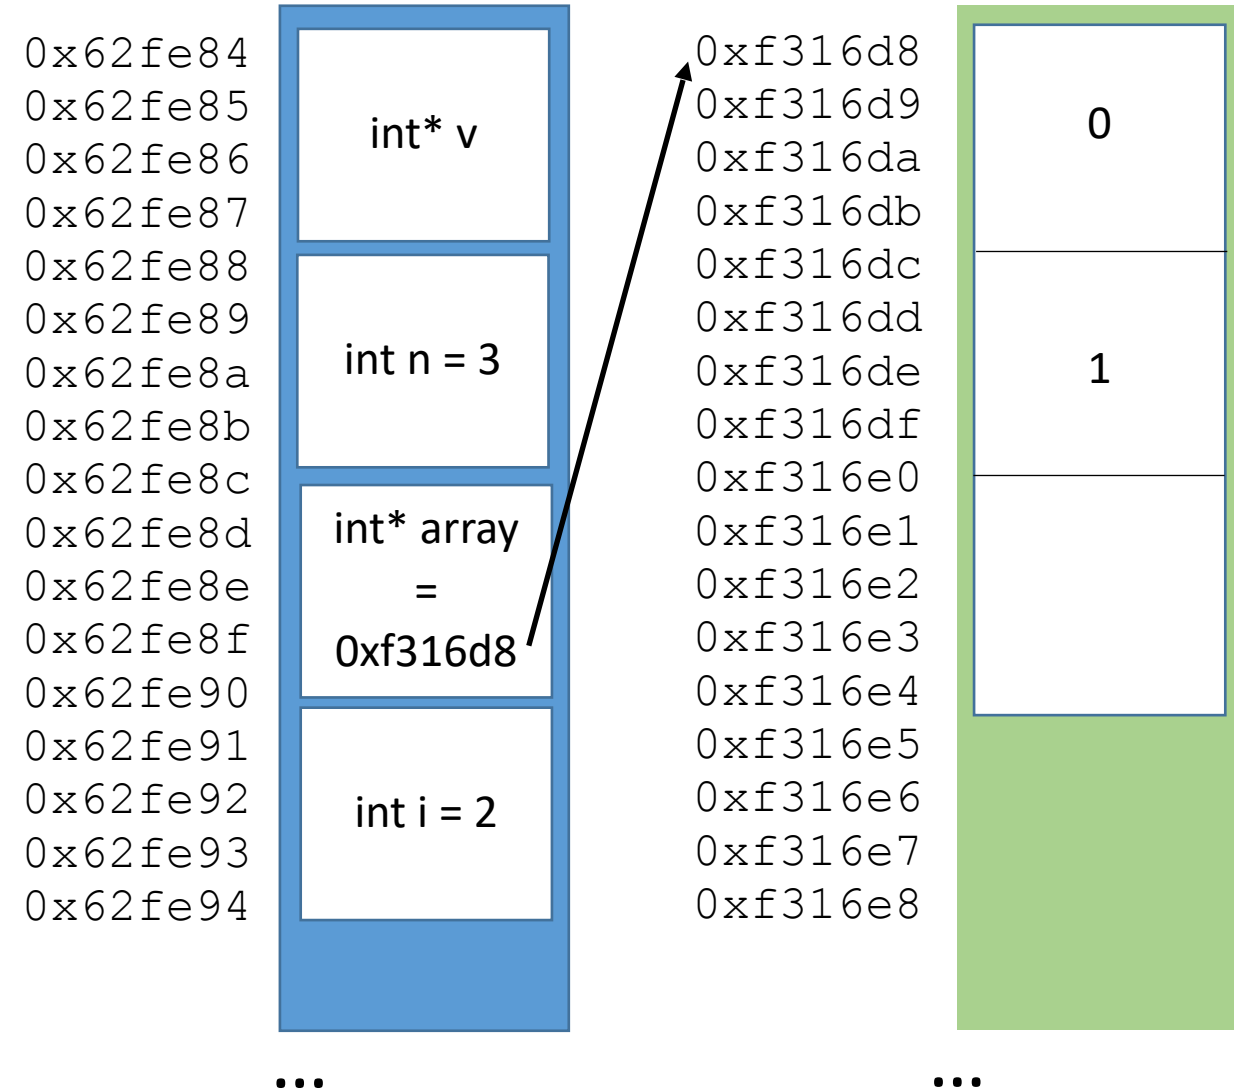 0x62fe84
0x62fe85
0x62fe86
0x62fe87
0x62fe88
0x62fe89
0x62fe8a
0x62fe8b
0x62fe8c
0x62fe8d
0x62fe8e
0x62fe8f
0x62fe90
0x62fe91
0x62fe92
0x62fe93
0x62fe94
int* v
int n = 3
int* array
=
0xf316d8
int i = 2
...
0xf316d8
0xf316d9
0xf316da
0xf316db
0xf316dc
0xf316dd
0xf316de
0xf316df
0xf316e0
0xf316e1
0xf316e2
0xf316e3
0xf316e4
0xf316e5
0xf316e6
0xf316e7
0xf316e8
0
1
...